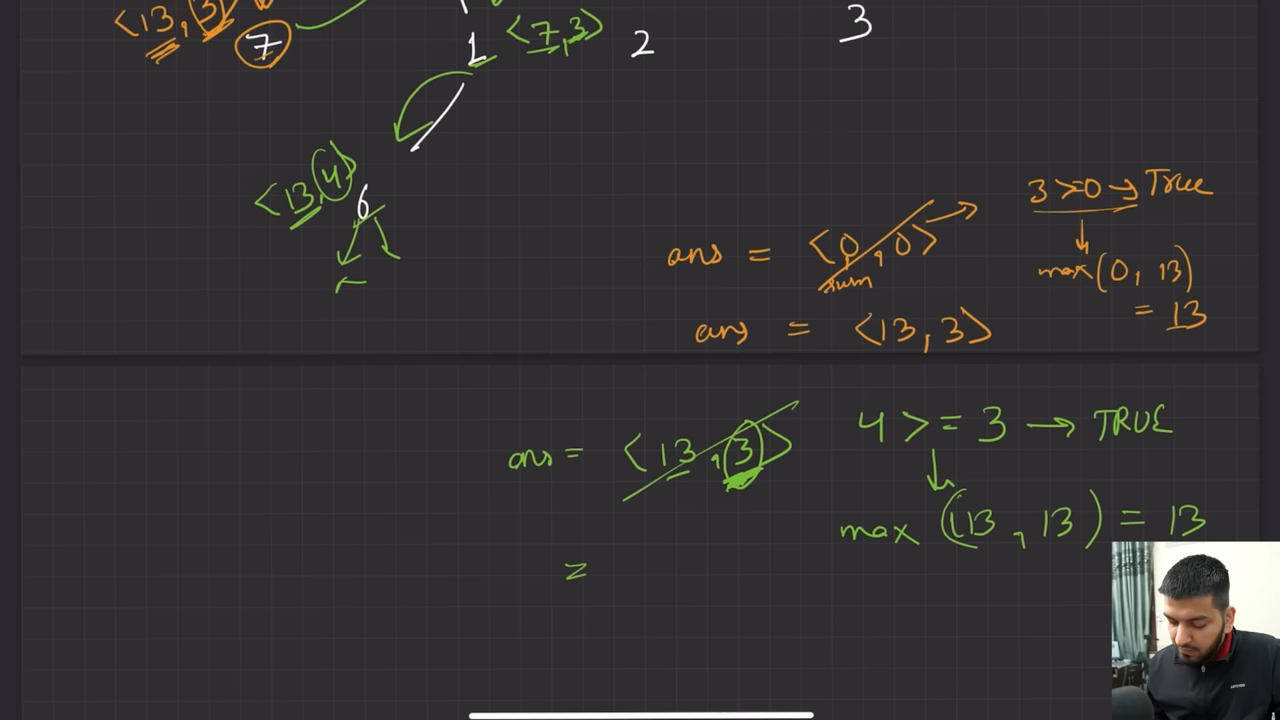 <13, 3>
7
1 <7,3> 2 3
<13, 4>
6
3 >=0 → True
ans = <0, 0>
sum
max(0, 13)
= 13
ans = <13, 3>
ans = <13, 3> 4 >= 3 → TRUE
max (13, 13) = 13
=